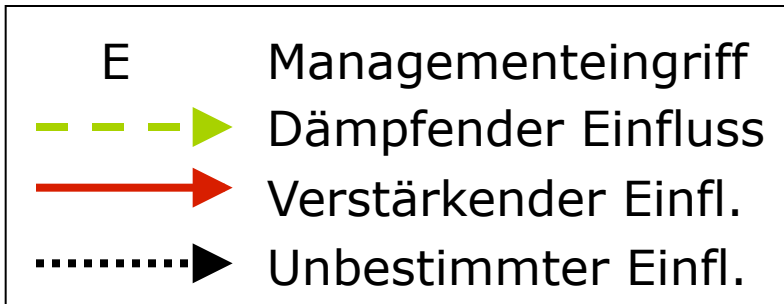 E Managementeingriff
Dämpfender Einfluss
Verstärkender Einfl.
Unbestimmter Einfl.